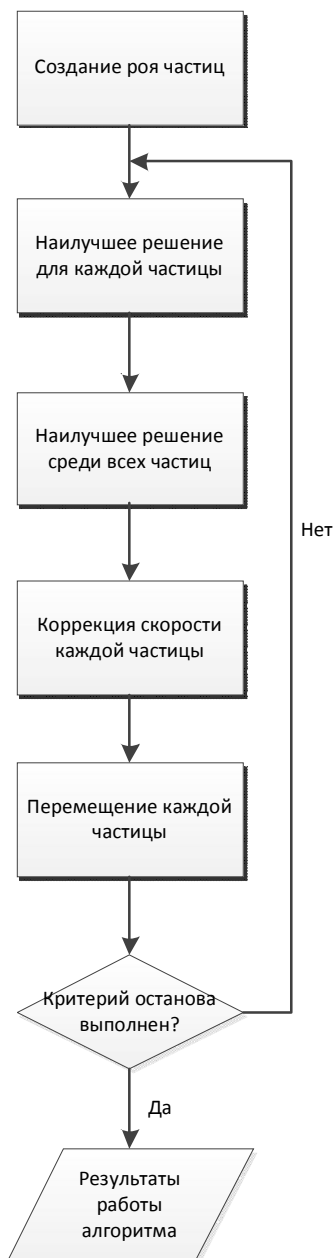 Создание роя частиц
Наилучшее решение
для каждой частицы
Наилучшее решение
среди всех частиц
Нет
Коррекция скорости
каждой частицы
Перемещение каждой
частицы
Критерий останова
выполнен?
Да
Результаты
работы
алгоритма